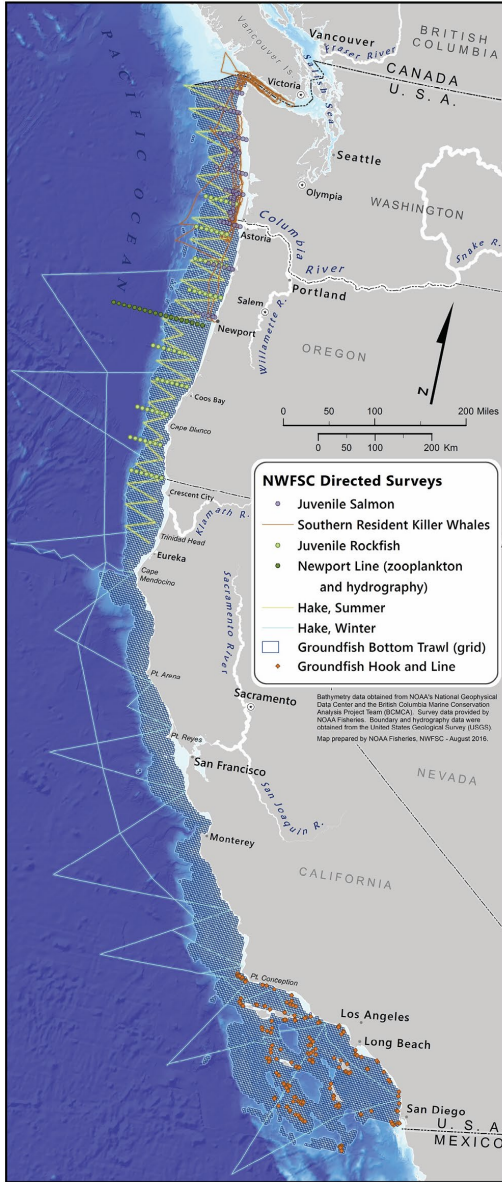 Vancouver Is.
Vancouver
Fraser River
BRITISH
COLUMBIA
PACIFIC OCEAN
Victoria
Salish Sea
CANADA
U. S. A.
Seattle
Olympia
WASHINGTON
Columbia
River
Snake R.
Astoria
Portland
Salem
Willamette R.
Newport
OREGON
N
Coos Bay
Cape Blanco
0 50 100 200 Miles
0 50 100 200 Km
Crescent City
Klamath R.
Trinidad Head
Eureka
Cape
Mendocino
Sacramento River
NWFSC Directed Surveys
Juvenile Salmon
Southern Resident Killer Whales
Juvenile Rockfish
Newport Line (zooplankton
and hydrography)
Hake, Summer
Hake, Winter
Groundfish Bottom Trawl (grid)
Groundfish Hook and Line
Bathymetry data obtained from NOAA's National Geophysical
Data Center and the British Columbia Marine Conservation
Analysis Project Team (BCMCA). Survey data provided by
NOAA Fisheries. Boundary and hydrography data were
obtained from the United States Geological Survey (USGS).
Map prepared by NOAA Fisheries, NWFSC - August 2016.
Pt. Arena
Sacramento
Pt. Reyes
San Francisco
San Joaquin R.
NEVADA
Monterey
CALIFORNIA
Pt. Conception
Los Angeles
Long Beach
San Diego
U. S. A.
MEXICO